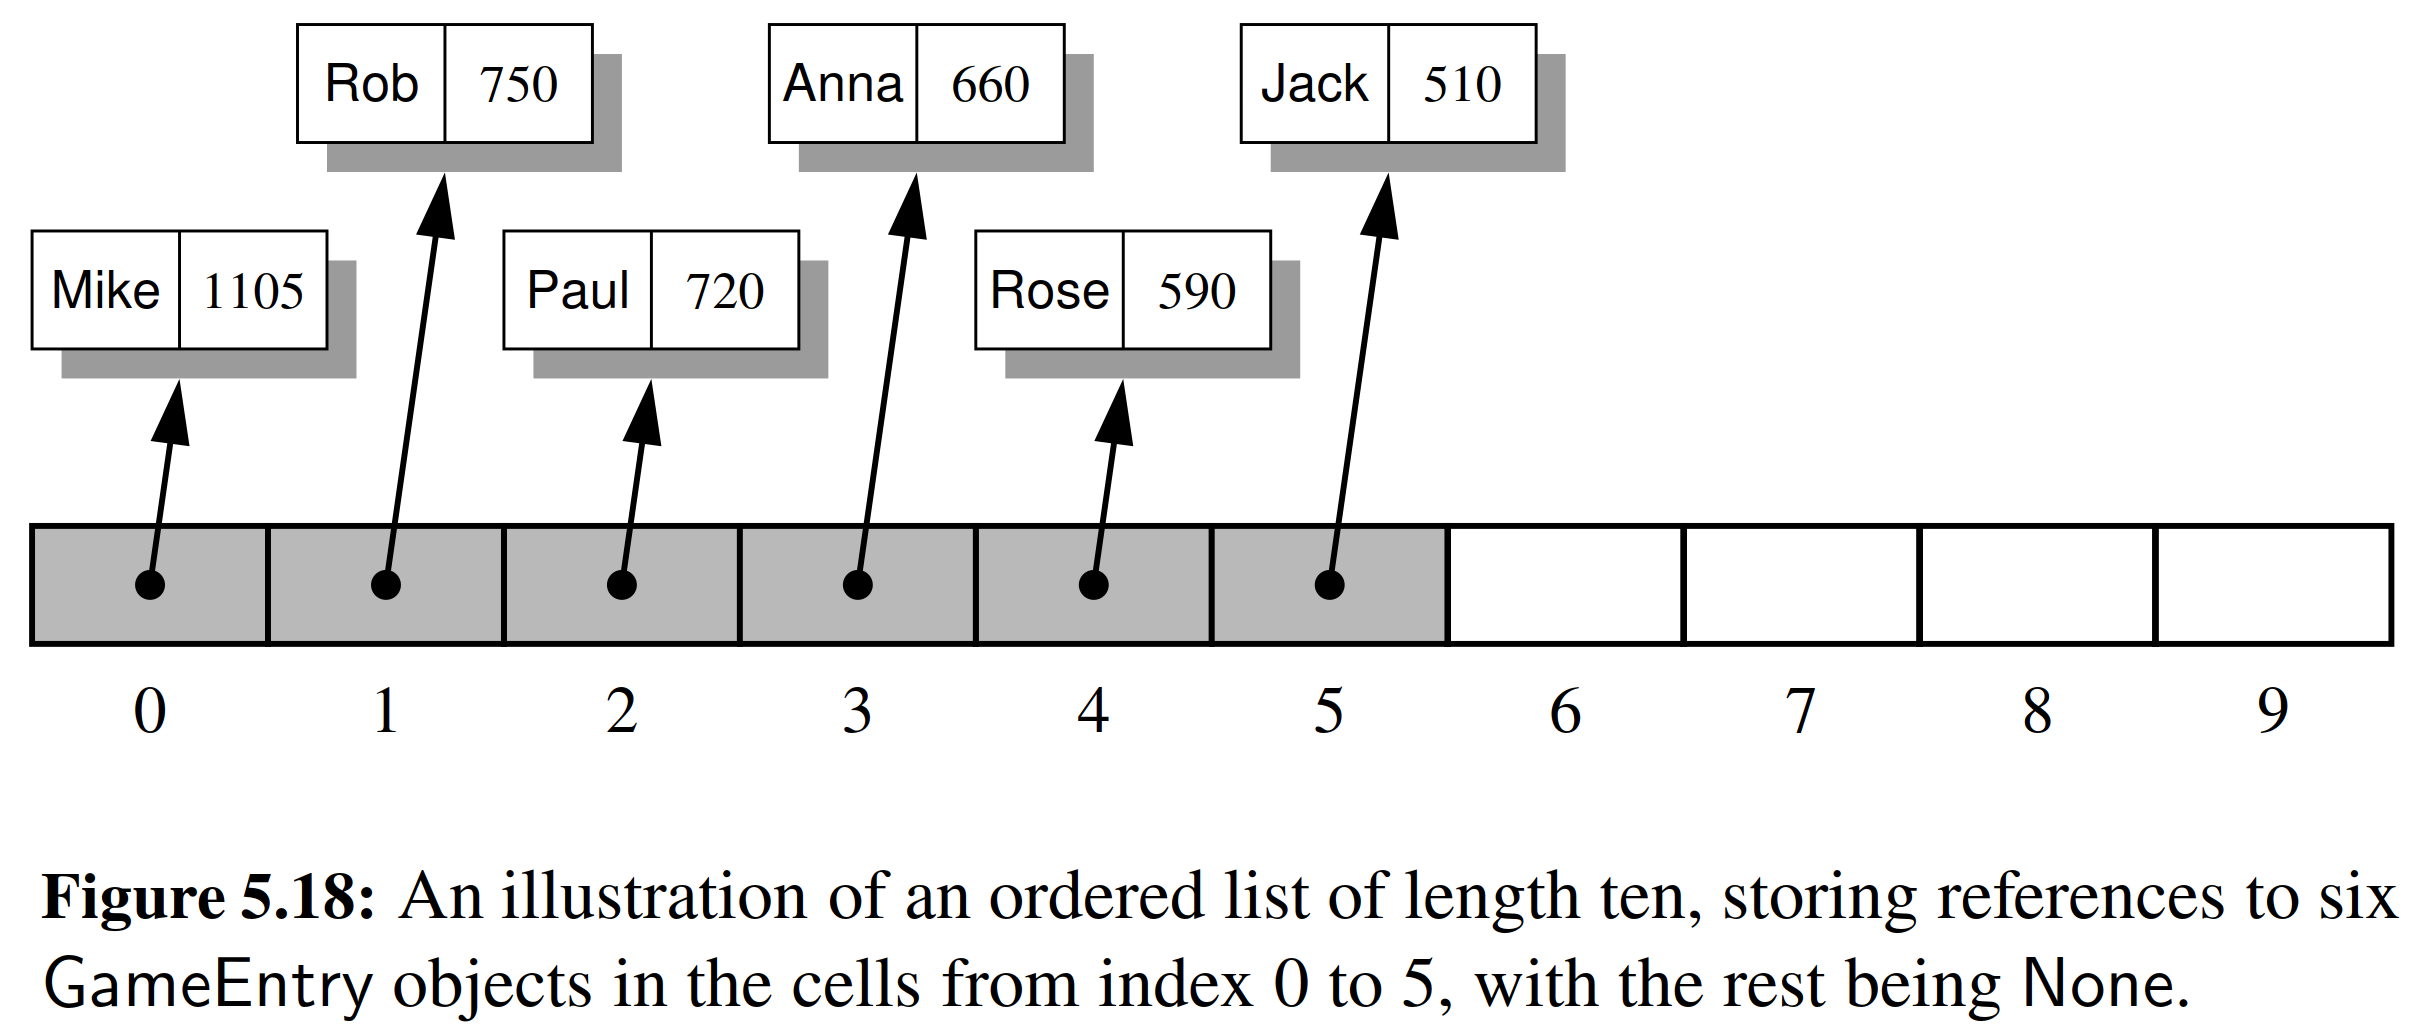 Rob 750 Anna 660 Jack 510
Mike 1105 Paul 720 Rose 590
0 1 2 3 4 5 6 7 8 9
Figure 5.18: An illustration of an ordered list of length ten, storing references to six
GameEntry objects in the cells from index 0 to 5, with the rest being None.